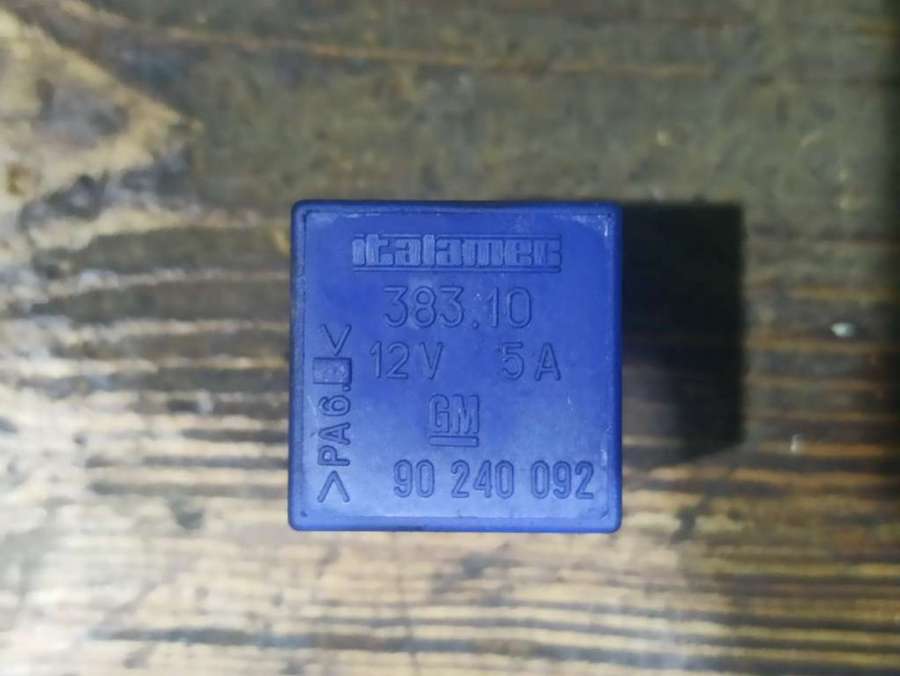 italamec
383.10
12V 5A
GM
90 240 092
>PA6.<